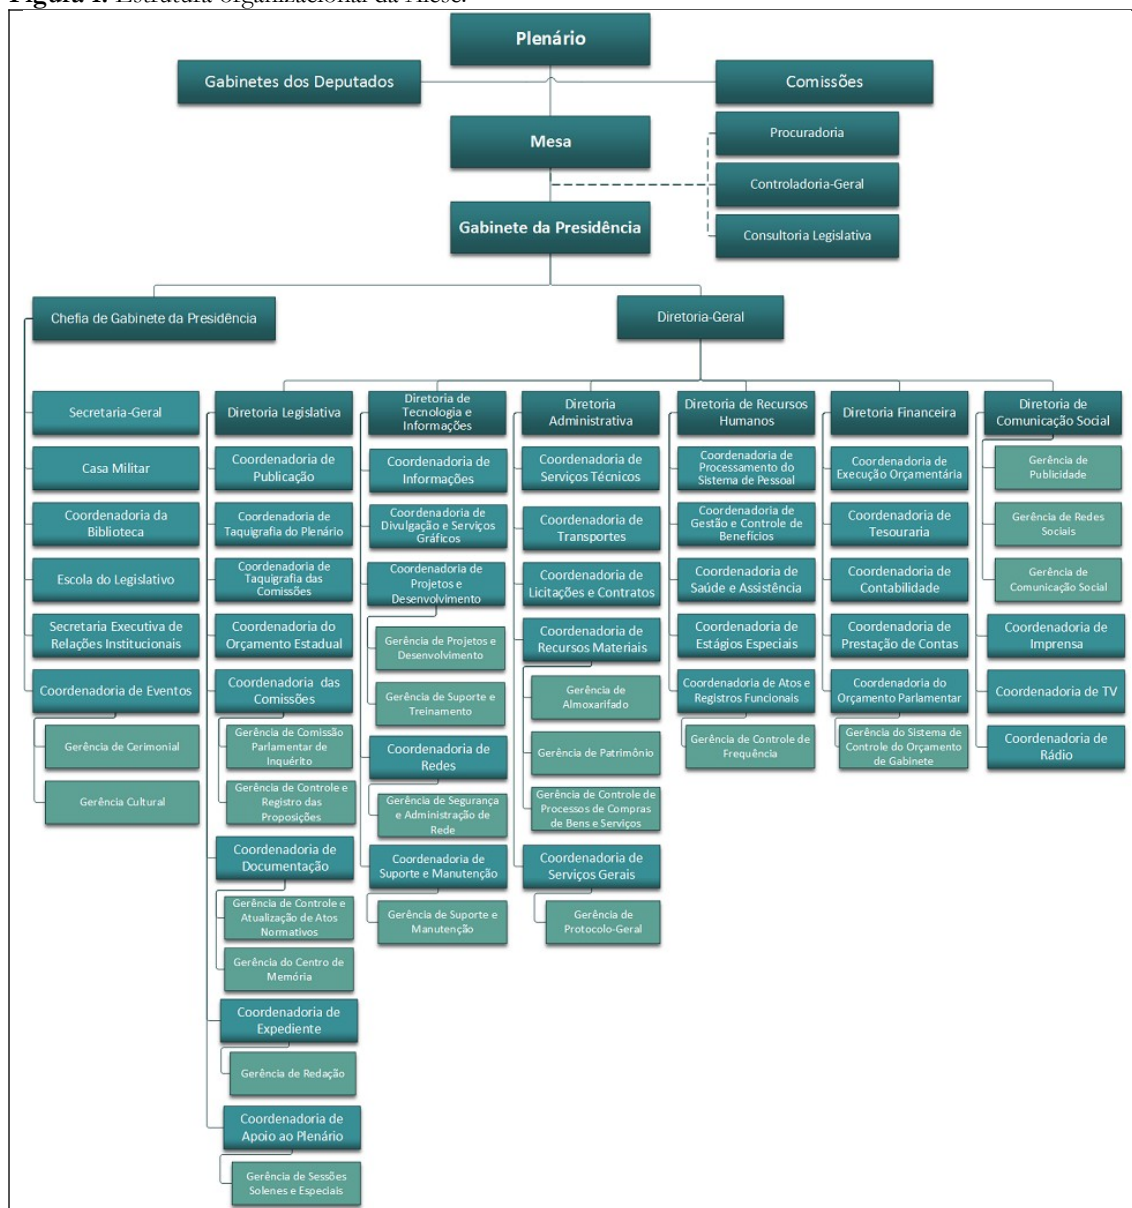 Figura 1. Estrutura organizacional da Alese.
Plenário
Gabinetes dos Deputados
Comissões
Mesa
Procuradoria
Controladoria-Geral
Gabinete da Presidência
Consultoria Legislativa
Chefia de Gabinete da Presidência
Diretoria-Geral
Secretaria-Geral
Casa Militar
Coordenadoria da
Biblioteca
Escola do Legislativo
Secretaria Executiva de
Relações Institucionais
Coordenadoria de Eventos
Gerência de Cerimonial
Gerência Cultural
Diretoria Legislativa
Coordenadoria de
Publicação
Coordenadoria de
Taquigrafia do Plenário
Coordenadoria de
Taquigrafia das
Comissões
Coordenadoria do
Orçamento Estadual
Coordenadoria das
Comissões
Gerência de Comissão
Parlamentar de
Inquérito
Gerência de Controle e
Registro das
Proposições
Coordenadoria de
Documentação
Gerência de Controle e
Atualização de Atos
Normativos
Gerência do Centro de
Memória
Coordenadoria de
Expediente
Gerência de Redação
Coordenadoria de
Apoio ao Plenário
Gerência de Sessões
Solenes e Especiais
Diretoria de
Tecnologia e
Informações
Coordenadoria de
Informações
Coordenadoria de
Divulgação e Serviços
Gráficos
Coordenadoria de
Projetos e
Desenvolvimento
Gerência de Projetos e
Desenvolvimento
Gerência de Suporte e
Treinamento
Coordenadoria de
Redes
Gerência de Segurança
e Administração de
Rede
Coordenadoria de
Suporte e Manutenção
Gerência de Suporte e
Manutenção
Diretoria
Administrativa
Coordenadoria de
Serviços Técnicos
Coordenadoria de
Transportes
Coordenadoria de
Licitações e Contratos
Coordenadoria de
Recursos Materiais
Gerência de
Almoxarifado
Gerência de Patrimônio
Gerência de Controle de
Processos de Compras
de Bens e Serviços
Coordenadoria de
Serviços Gerais
Gerência de
Protocolo-Geral
Diretoria de Recursos
Humanos
Coordenadoria de
Processamento do
Sistema de Pessoal
Coordenadoria de
Gestão e Controle de
Benefícios
Coordenadoria de
Saúde e Assistência
Coordenadoria de
Estágios Especiais
Coordenadoria de Atos e
Registros Funcionais
Gerência de Controle de
Frequência
Diretoria Financeira
Coordenadoria de
Execução Orçamentária
Coordenadoria de
Tesouraria
Coordenadoria de
Contabilidade
Coordenadoria de
Prestação de Contas
Coordenadoria do
Orçamento Parlamentar
Gerência do Sistema de
Controle do Orçamento
de Gabinete
Diretoria de
Comunicação Social
Gerência de
Publicidade
Gerência de Redes
Sociais
Gerência de
Comunicação Social
Coordenadoria de
Imprensa
Coordenadoria de TV
Coordenadoria de
Rádio